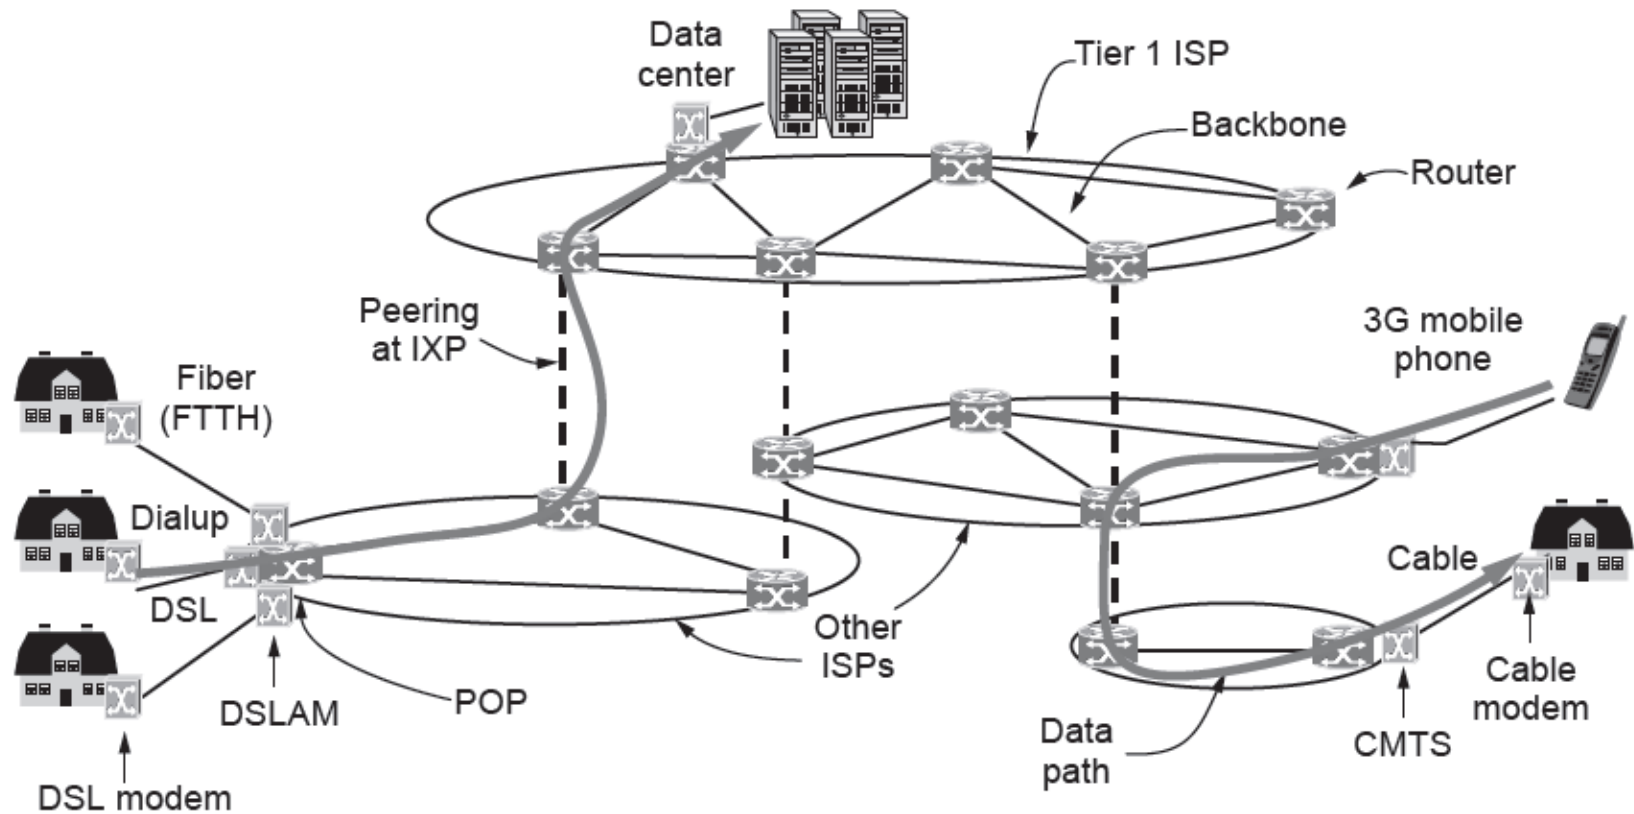 Data
center
Tier 1 ISP
Backbone
Router
Peering
at IXP
3G mobile
phone
Fiber
(FTTH)
Dialup
DSL
Cable
Other
ISPs
POP
DSLAM
DSL modem
Data
path
CMTS
Cable
modem